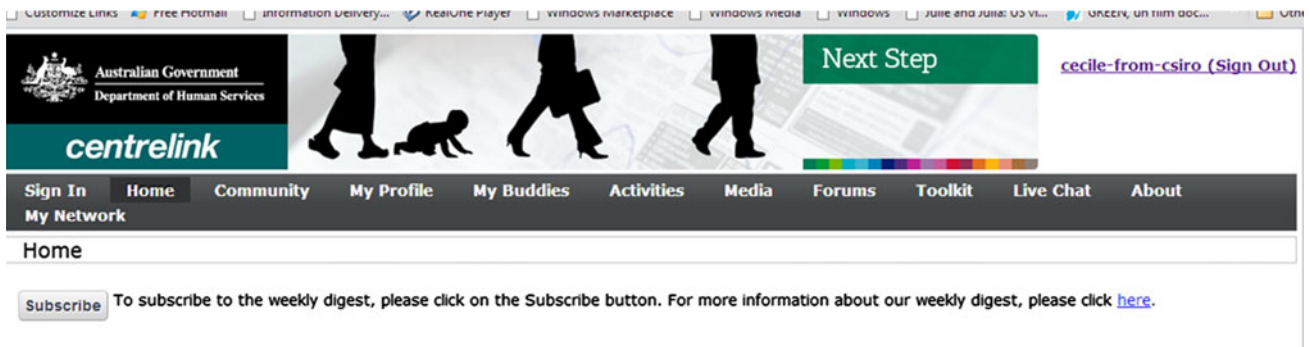 Customize Links Free Hotmail Information Delivery... RealOne Player Windows Marketplace Windows Media Windows Julie and Julia: US vi... GREEN, un film doc...
Australian Government
Department of Human Services
centrelink
Next Step
cecile-from-csiro (Sign Out)
Sign In Home Community My Profile My Buddies Activities Media Forums Toolkit Live Chat About
My Network
Home
Subscribe To subscribe to the weekly digest, please click on the Subscribe button. For more information about our weekly digest, please click here.